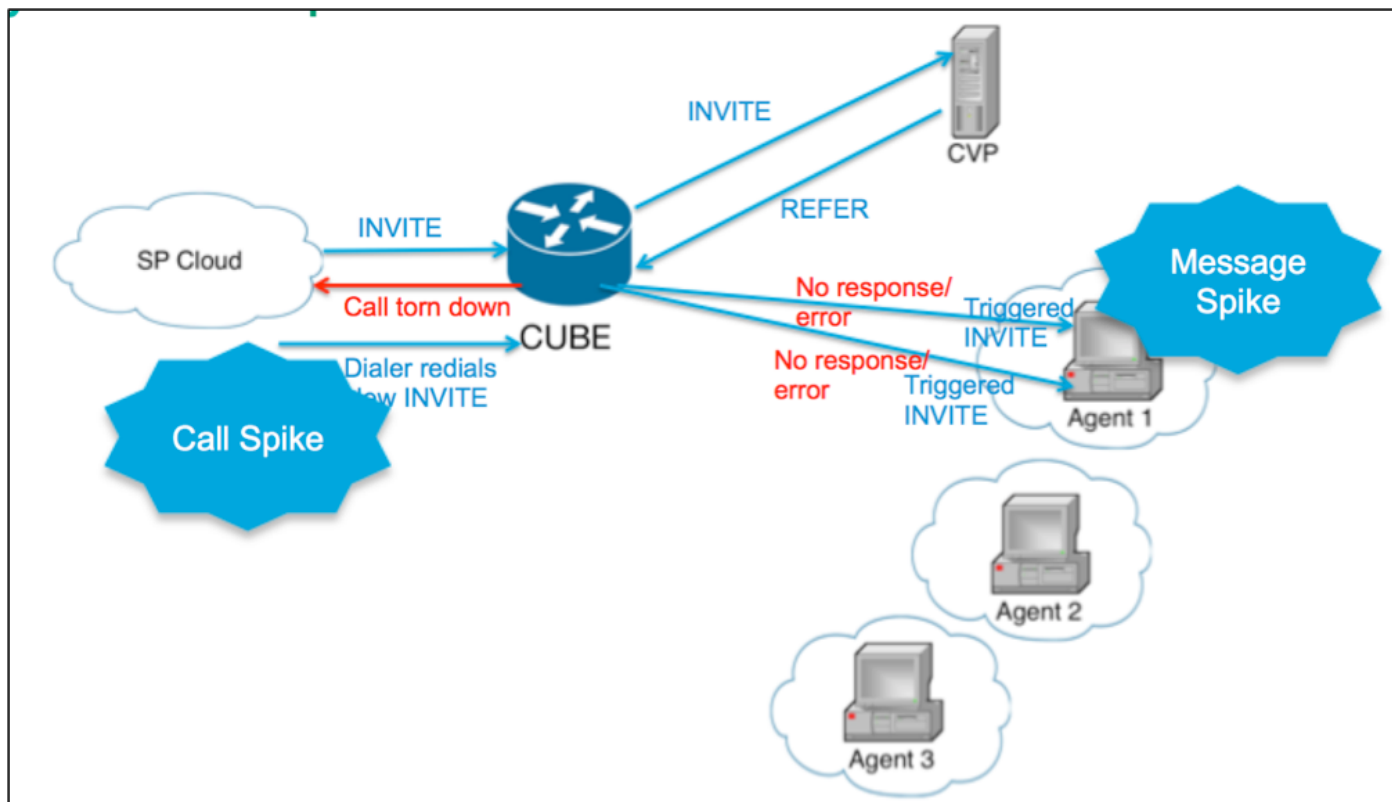 INVITE
CVP
REFER
SP Cloud
INVITE
Call torn down
CUBE
Dialer redials
INVITE
Call Spike
No response/
error
Triggered
INVITE
No response/
error
Triggered
INVITE
Message
Spike
Agent 1
Agent 2
Agent 3